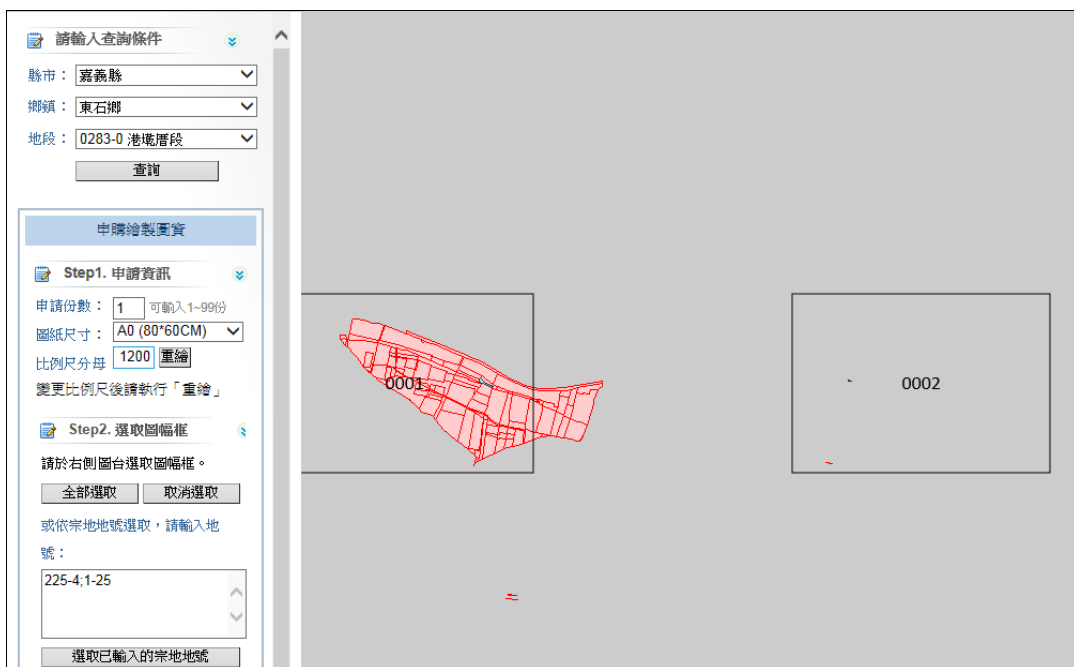 請輸入查詢條件
縣市： 嘉義縣
鄉鎮： 東石鄉
地段： 0283-0 港墘厝段
查詢
申購繪製圖資
Step1. 申請資訊
申請份數： 1 可輸入1~99份
圖紙尺寸： A0 (80*60CM)
比例尺分母 1200 重繪
變更比例尺後請執行「重繪」
Step2. 選取圖幅框
請於右側圖台選取圖幅框。
全部選取 取消選取
或依宗地地號選取，請輸入地
號：
225-4;1-25
選取已輸入的宗地地號
0001
0002